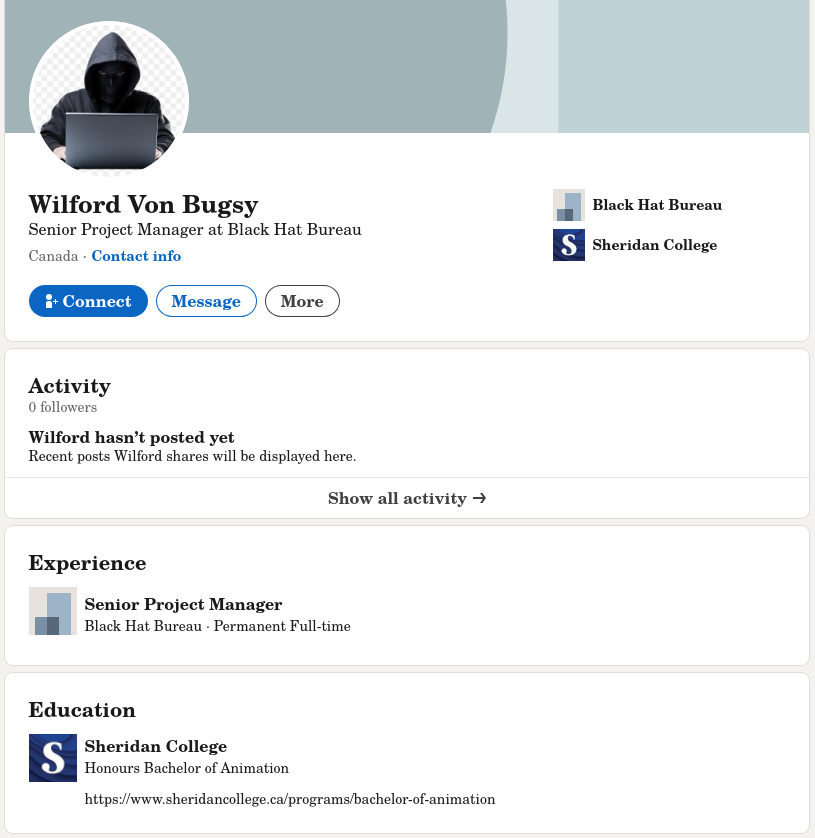 Wilford Von Bugsy
Senior Project Manager at Black Hat Bureau
Canada · Contact info
Connect
Message
More
Black Hat Bureau
S
Sheridan College
Activity
0 followers
Wilford hasn’t posted yet
Recent posts Wilford shares will be displayed here.
Show all activity →
Experience
Senior Project Manager
Black Hat Bureau · Permanent Full-time
Education
S
Sheridan College
Honours Bachelor of Animation
https://www.sheridancollege.ca/programs/bachelor-of-animation